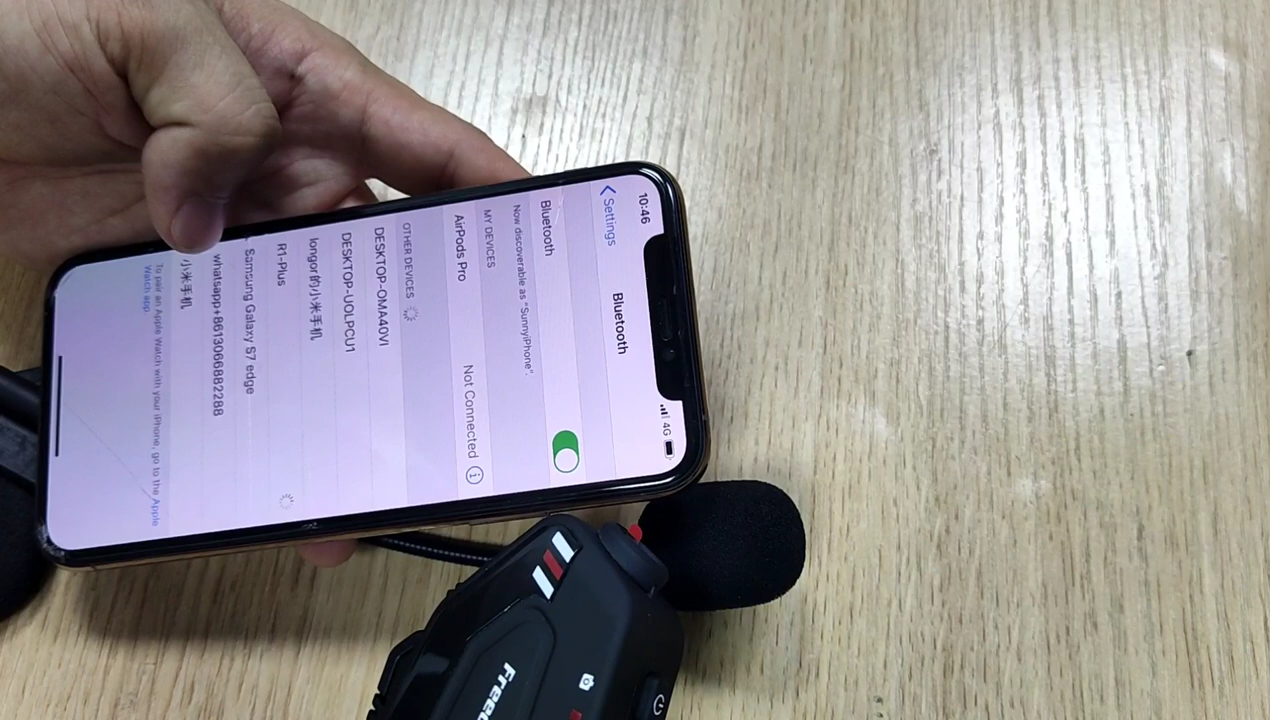 10:46
4G
Settings
Bluetooth
Bluetooth
Now discoverable as "SunnyiPhone".
MY DEVICES
AirPods Pro Not Connected
OTHER DEVICES
DESKTOP-OMA40VI
DESKTOP-UOLPCU1
longor的小米手机
R1-Plus
Samsung Galaxy S7 edge
whatsapp+8613066882288
小米手机
To pair an Apple Watch with your iPhone, go to the Apple
Watch app.
Freed